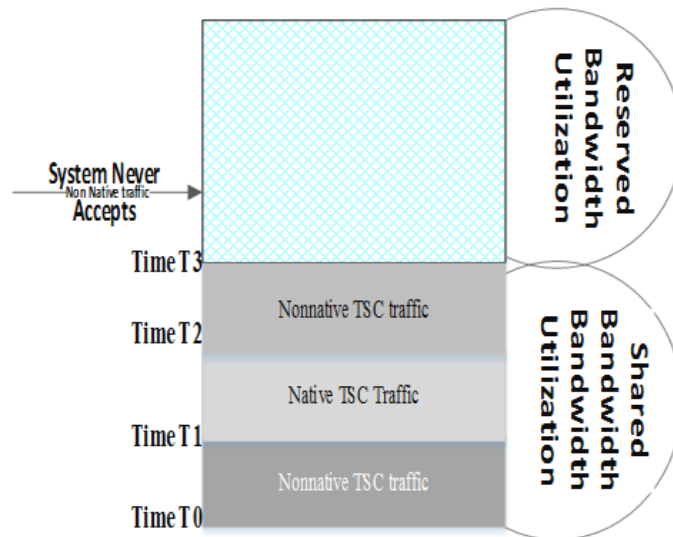 System Never
Non Native traffic
Accepts
Time T3
Nonnative TSC traffic
Time T2
Native TSC Traffic
Time T1
Nonnative TSC traffic
Time T0
Reserved
Bandwidth
Utilization
Shared
Bandwidth
Bandwidth
Utilization